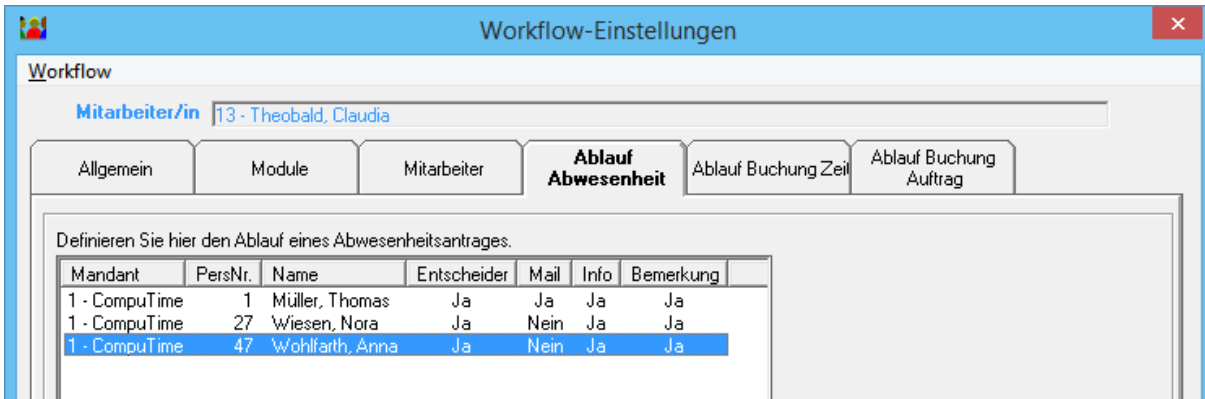 Workflow-Einstellungen
Workflow
Mitarbeiter/in 13 - Theobald, Claudia
Allgemein Module Mitarbeiter Ablauf Abwesenheit Ablauf Buchung Zeit Ablauf Buchung Auftrag
Definieren Sie hier den Ablauf eines Abwesenheitsantrages.
Mandant PersNr. Name Entscheider Mail Info Bemerkung
1 - CompuTime 1 Müller, Thomas Ja Ja Ja Ja
1 - CompuTime 27 Wiesen, Nora Ja Nein Ja Ja
1 - CompuTime 47 Wohlfarth, Anna Ja Nein Ja Ja